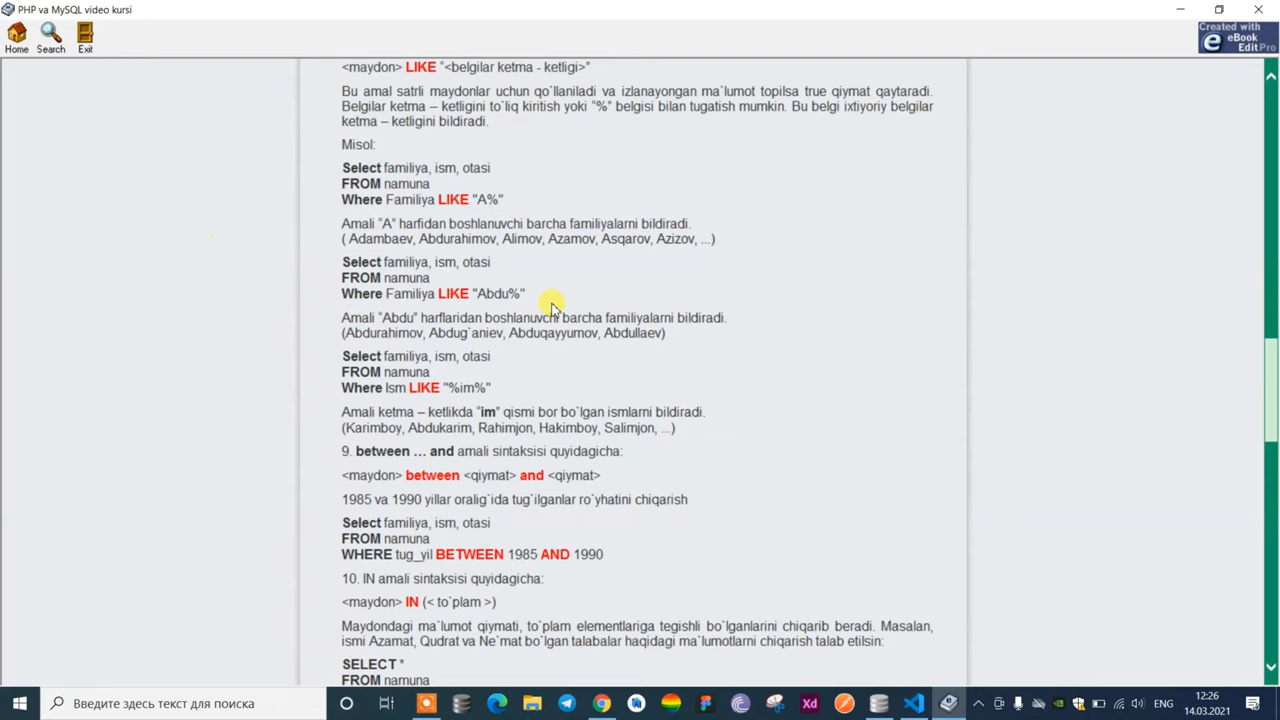 PHP va MySQL video kursi
Home Search Exit
Created with
eBook
Edit Pro
<maydon> LIKE “<belgilar ketma - ketligi>”
Bu amal satrli maydonlar uchun qo`llaniladi va izlanayongan ma`lumot topilsa true qiymat qaytaradi.
Belgilar ketma – ketligini to`liq kiritish yoki “%” belgisi bilan tugatish mumkin. Bu belgi ixtiyoriy belgilar
ketma – ketligini bildiradi.
Misol:
Select familiya, ism, otasi
FROM namuna
Where Familiya LIKE "A%"
Amali “A” harfidan boshlanuvchi barcha familiyalarni bildiradi.
( Adambaev, Abdurahimov, Alimov, Azamov, Asqarov, Azizov, ...)
Select familiya, ism, otasi
FROM namuna
Where Familiya LIKE "Abdu%"
Amali “Abdu” harflaridan boshlanuvchi barcha familiyalarni bildiradi.
(Abdurahimov, Abdug`aniev, Abduqayyumov, Abdullaev)
Select familiya, ism, otasi
FROM namuna
Where Ism LIKE "%im%"
Amali ketma – ketlikda “im” qismi bor bo`lgan ismlarni bildiradi.
(Karimboy, Abdukarim, Rahimjon, Hakimboy, Salimjon, ...)
9. between ... and amali sintaksisi quyidagicha:
<maydon> between <qiymat> and <qiymat>
1985 va 1990 yillar oralig`ida tug`ilganlar ro`yhatini chiqarish
Select familiya, ism, otasi
FROM namuna
WHERE tug_yil BETWEEN 1985 AND 1990
10. IN amali sintaksisi quyidagicha:
<maydon> IN (< to`plam >)
Maydondagi ma`lumot qiymati, to`plam elementlariga tegishli bo`lganlarini chiqarib beradi. Masalan,
ismi Azamat, Qudrat va Ne`mat bo`lgan talabalar haqidagi ma`lumotlarni chiqarish talab etilsin:
SELECT *
FROM namuna
Введите здесь текст для поиска
Xd
ENG
12:26
14.03.2021